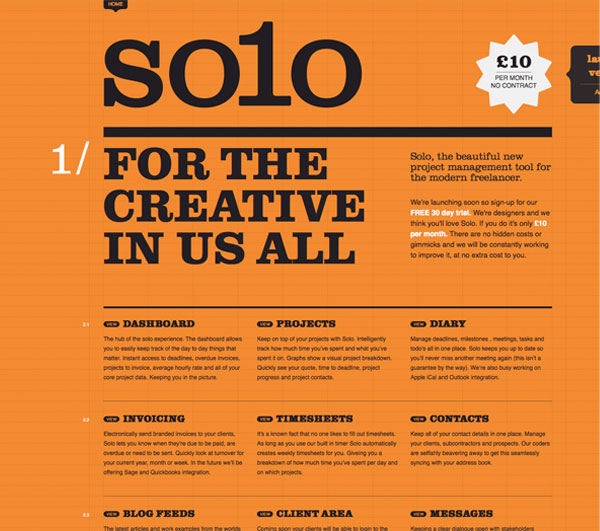 HOME
solo
£10
PER MONTH
NO CONTRACT
1/
FOR THE
CREATIVE
IN US ALL
Solo, the beautiful new
project management tool for
the modern freelancer.
We're launching soon so sign-up for our
FREE 30 day trial. We're designers and we
think you'll love Solo. If you do it's only £10
per month. There are no hidden costs or
gimmicks and we will be constantly working
to improve it, at no extra cost to you.
VIEW DASHBOARD
The hub of the solo experience. The dashboard allows
you to easily keep track of the day to day things that
matter. Instant access to deadlines, overdue invoices,
projects to invoice, average hourly rate and all of your
core project data. Keeping you in the picture.
VIEW PROJECTS
Keep on top of your projects with Solo. Intelligently
track how much time you've spent and what you've
spent it on. Graphs show a visual project breakdown.
Quickly see your quote, time to deadline, project
progress and project contacts.
VIEW DIARY
Manage deadlines, milestones , meetings, tasks and
todo's all in one place. Solo keeps you up to date so
you'll never miss another meeting again (this isn't a
guarantee by the way). We're also busy working on
Apple iCal and Outlook integration.
VIEW INVOICING
Electronically send branded invoices to your clients,
Solo lets you know when they're due to be paid, are
overdue or need to be sent. Quickly look at turnover for
your current year, month or week. In the future we'll be
offering Sage and Quickbooks integration.
VIEW TIMESHEETS
It's a known fact that no one likes to fill out timesheets.
As long as you use our built in timer Solo automatically
creates weekly timesheets for you. Giving you a
breakdown of how much time you've spent per day and
on which projects.
VIEW CONTACTS
Keep all of your contact details in one place. Manage
your clients, subcontractors and prospects. Our coders
are selflessly beavering away to get this seamlessly
syncing with your address book.
VIEW BLOG FEEDS
The latest articles and work examples from the worlds
VIEW CLIENT AREA
Coming soon your clients will be able to login to the
VIEW MESSAGES
Keeping a clear dialogue open with stakeholders